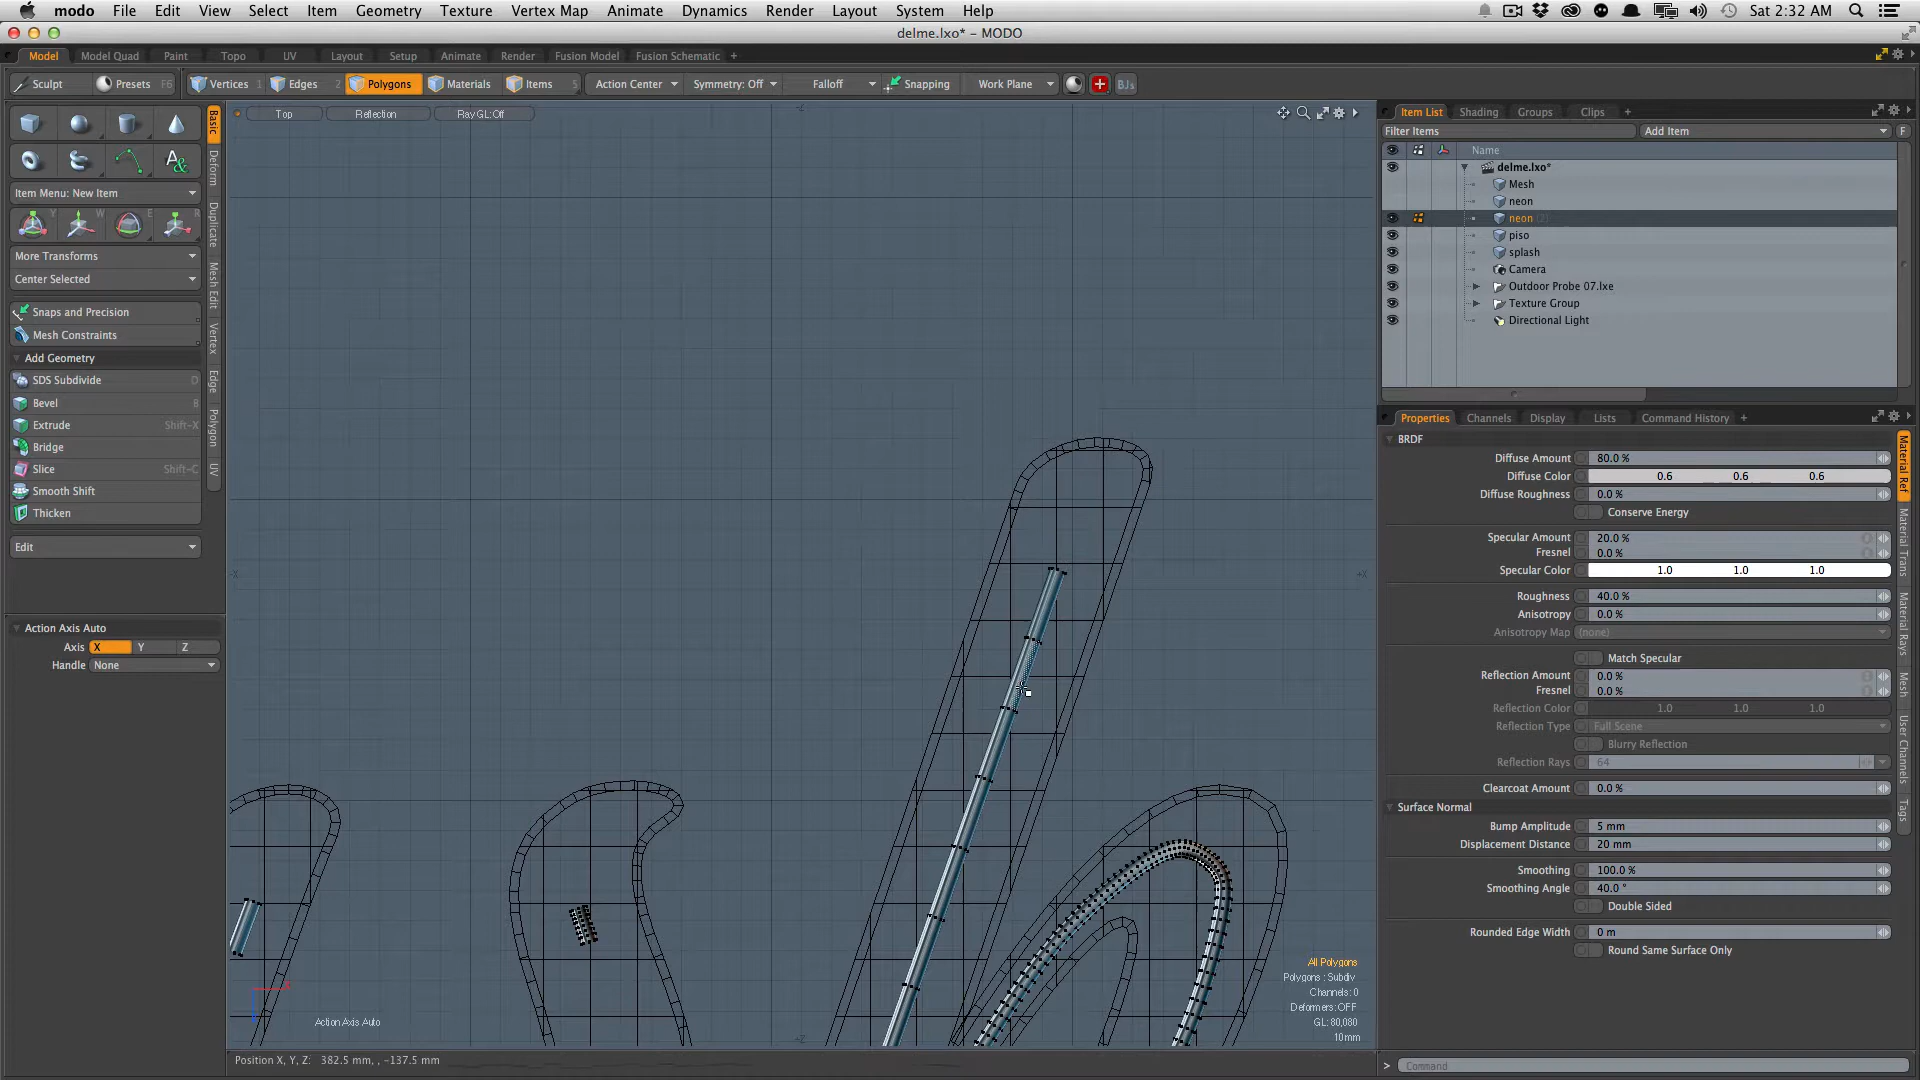 modo File Edit View Select Item Geometry Texture Vertex Map Animate Dynamics Render Layout System Help Sat 2:32 AM
delme.lxo* - MODO
Model Model Quad Paint Topo UV Layout Setup Animate Render Fusion Model Fusion Schematic +
Sculpt Presets F6 Vertices 1 Edges 2 Polygons Materials Items 5 Action Center Symmetry: Off Falloff Snapping Work Plane BJs
Top Reflection Ray GL: Off
Basic
Deform
Duplicate
Mesh Edit
Vertex
Edge
Polygon
UV
Item Menu: New Item
Y W E R
More Transforms
Center Selected
Snaps and Precision
Mesh Constraints
Add Geometry
SDS Subdivide D
Bevel B
Extrude Shift-X
Bridge
Slice Shift-C
Smooth Shift
Thicken
Edit
Action Axis Auto
Axis X Y Z
Handle None
Action Axis Auto
All Polygons
Polygons : Subdiv
Channels: 0
Deformers: OFF
GL: 80,080
10 mm
Position X, Y, Z: 382.5 mm, , -137.5 mm
Item List Shading Groups Clips +
Filter Items Add Item F
Name
delme.lxo*
Mesh
neon
neon (2)
piso
splash
Camera
Outdoor Probe 07.lxe
Texture Group
Directional Light
Properties Channels Display Lists Command History +
BRDF
Diffuse Amount 80.0 %
Diffuse Color 0.6 0.6 0.6
Diffuse Roughness 0.0 %
Conserve Energy
Specular Amount 20.0 %
Fresnel 0.0 %
Specular Color 1.0 1.0 1.0
Roughness 40.0 %
Anisotropy 0.0 %
Anisotropy Map (none)
Match Specular
Reflection Amount 0.0 %
Fresnel 0.0 %
Reflection Color 1.0 1.0 1.0
Reflection Type Full Scene
Blurry Reflection
Reflection Rays 64
Clearcoat Amount 0.0 %
Surface Normal
Bump Amplitude 5 mm
Displacement Distance 20 mm
Smoothing 100.0 %
Smoothing Angle 40.0 °
Double Sided
Rounded Edge Width 0 m
Round Same Surface Only
Material Ref
Material Trans
Material Rays
Mesh
User Channels
Tags
> Command